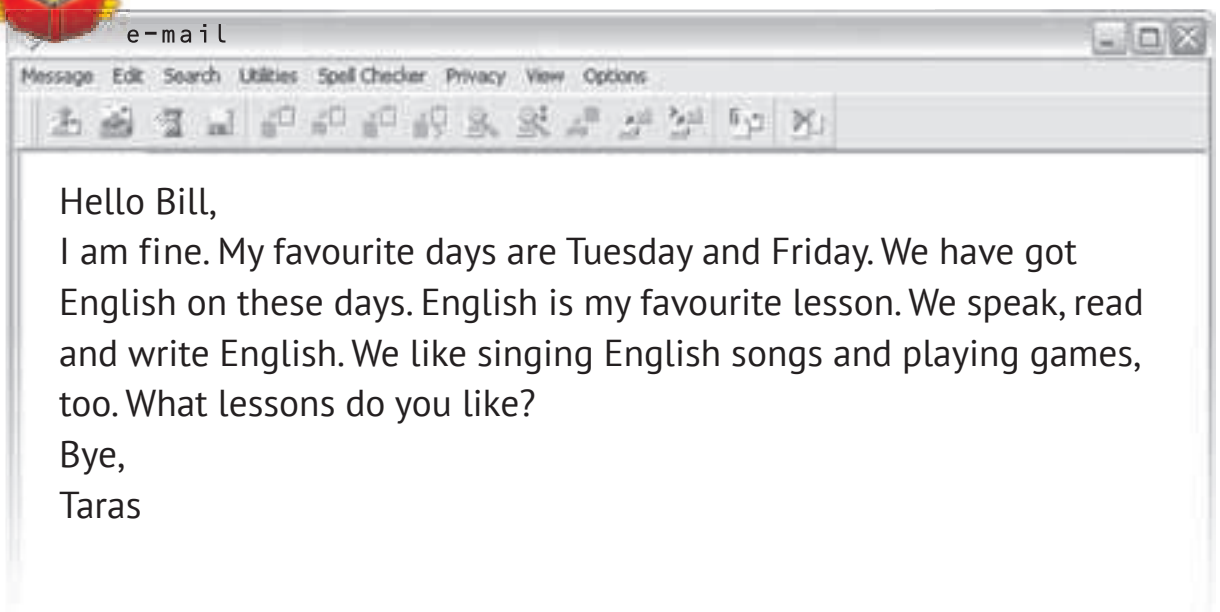 e-mail
Message Edit Search Utilities Spell Checker Privacy View Options
Hello Bill,
I am fine. My favourite days are Tuesday and Friday. We have got
English on these days. English is my favourite lesson. We speak, read
and write English. We like singing English songs and playing games,
too. What lessons do you like?
Bye,
Taras